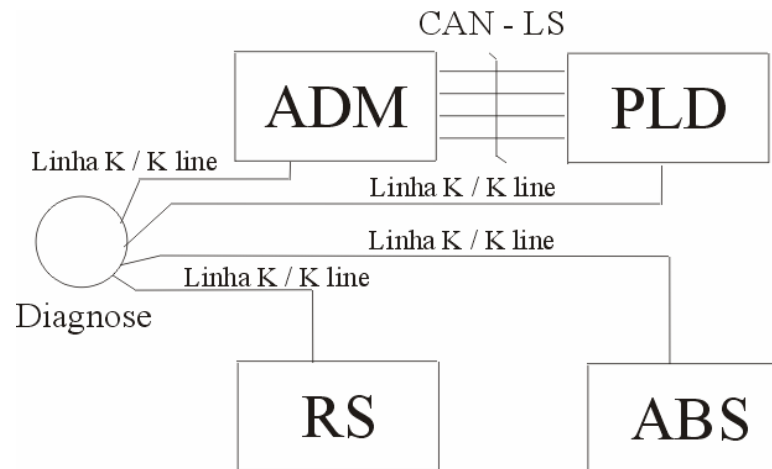 CAN - LS
ADM
PLD
Linha K / K line
Linha K / K line
Linha K / K line
Linha K / K line
Diagnose
RS
ABS